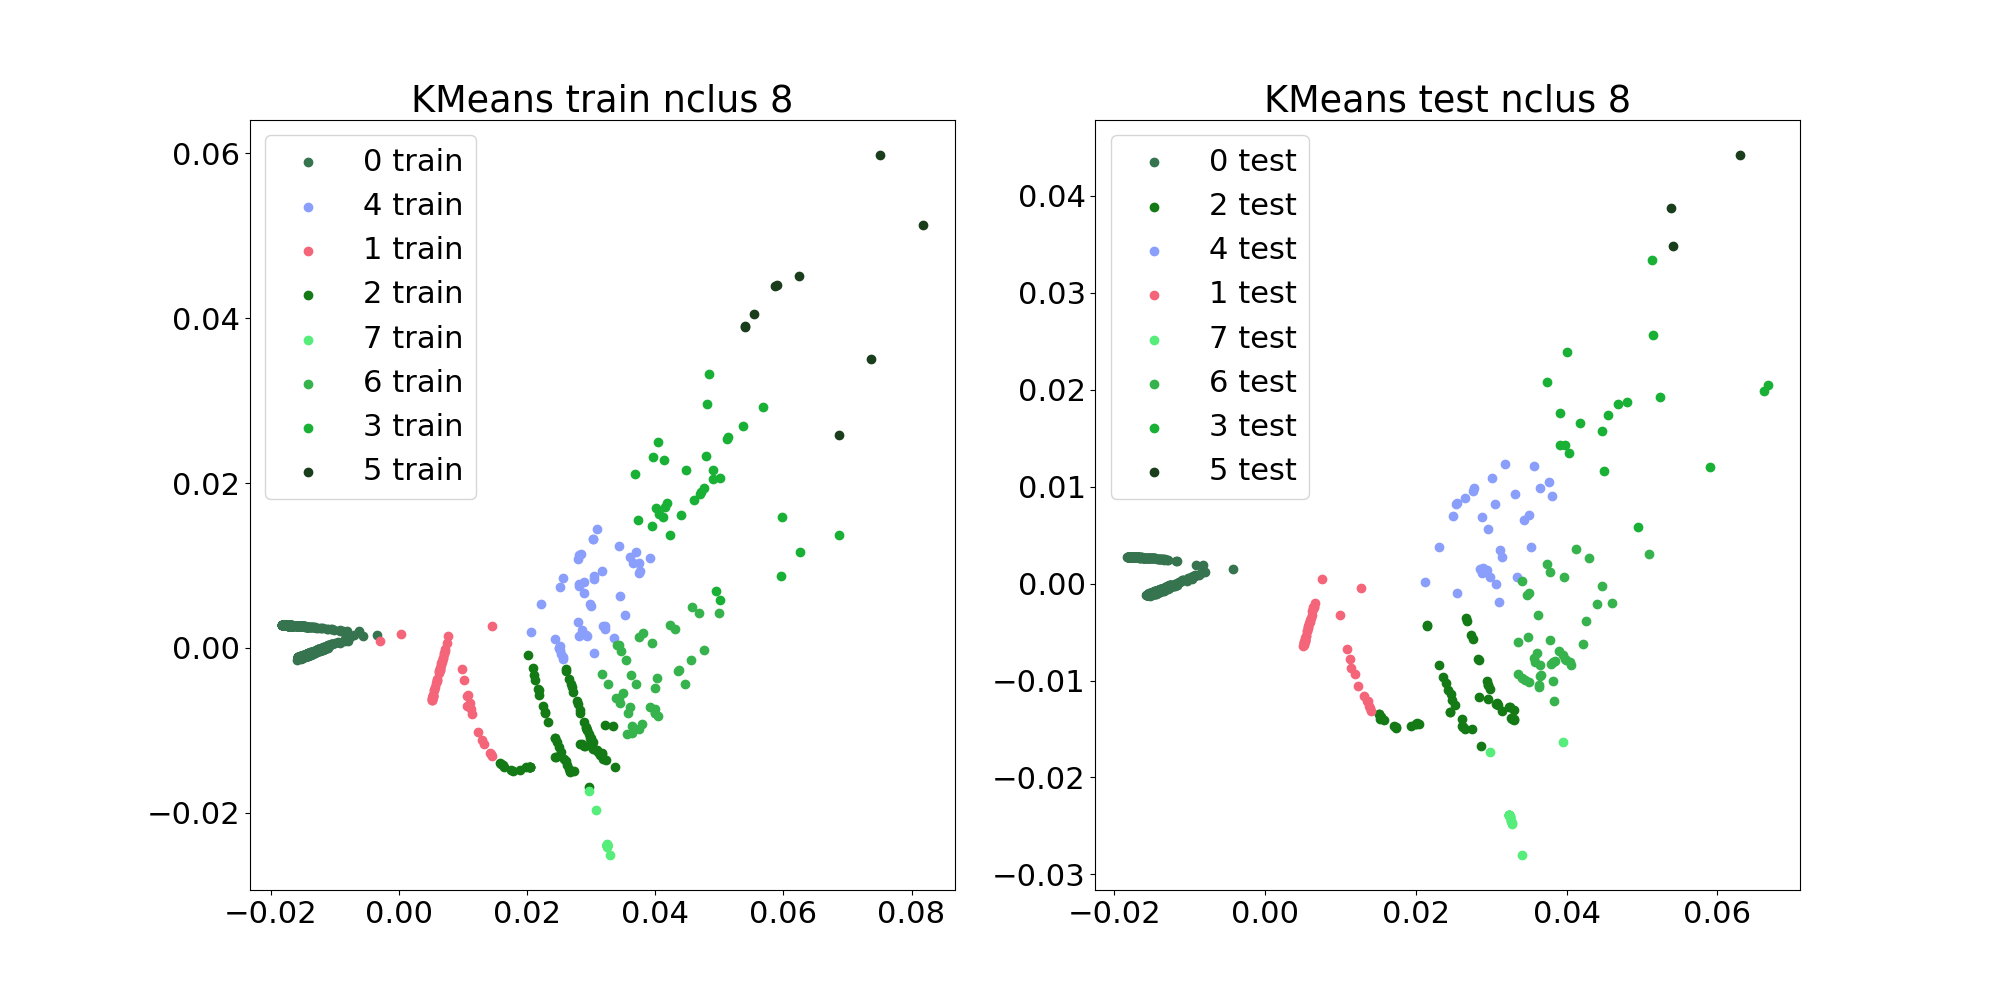 KMeans train nclus 8
0.06
0.04
0.02
0.00
−0.02
0 train
4 train
1 train
2 train
7 train
6 train
3 train
5 train
−0.02 0.00 0.02 0.04 0.06 0.08
KMeans test nclus 8
0.04
0.03
0.02
0.01
0.00
−0.01
−0.02
−0.03
0 test
2 test
4 test
1 test
7 test
6 test
3 test
5 test
−0.02 0.00 0.02 0.04 0.06